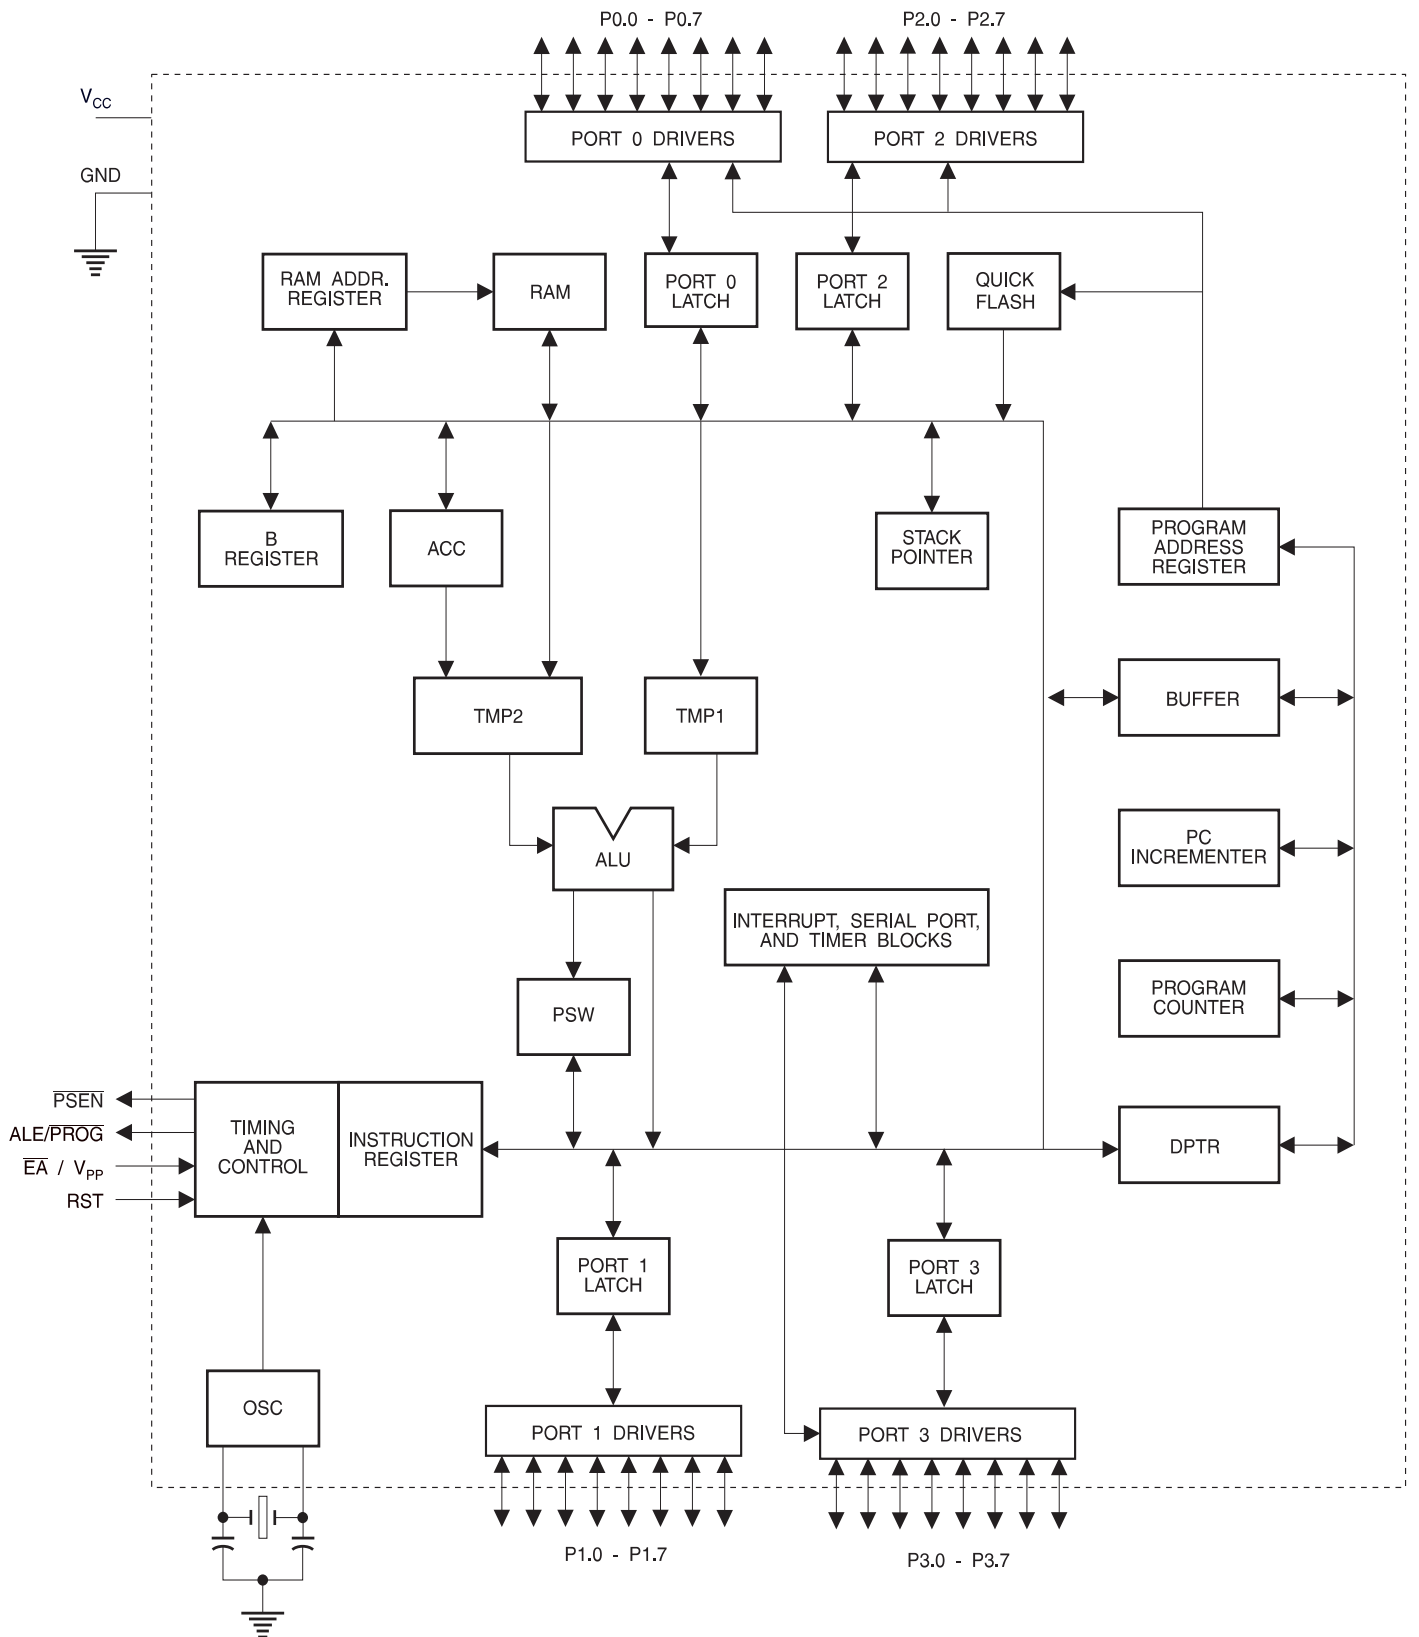 P0.0 - P0.7
P2.0 - P2.7
VCC
PORT 0 DRIVERS
PORT 2 DRIVERS
GND
RAM ADDR.
REGISTER
RAM
PORT 0
LATCH
PORT 2
LATCH
QUICK
FLASH
B
REGISTER
ACC
STACK
POINTER
PROGRAM
ADDRESS
REGISTER
TMP2
TMP1
BUFFER
ALU
PC
INCREMENTER
INTERRUPT, SERIAL PORT,
AND TIMER BLOCKS
PSW
PROGRAM
COUNTER
PSEN
ALE/PROG
EA / VPP
RST
TIMING
AND
CONTROL
INSTRUCTION
REGISTER
DPTR
PORT 1
LATCH
PORT 3
LATCH
OSC
PORT 1 DRIVERS
PORT 3 DRIVERS
P1.0 - P1.7
P3.0 - P3.7